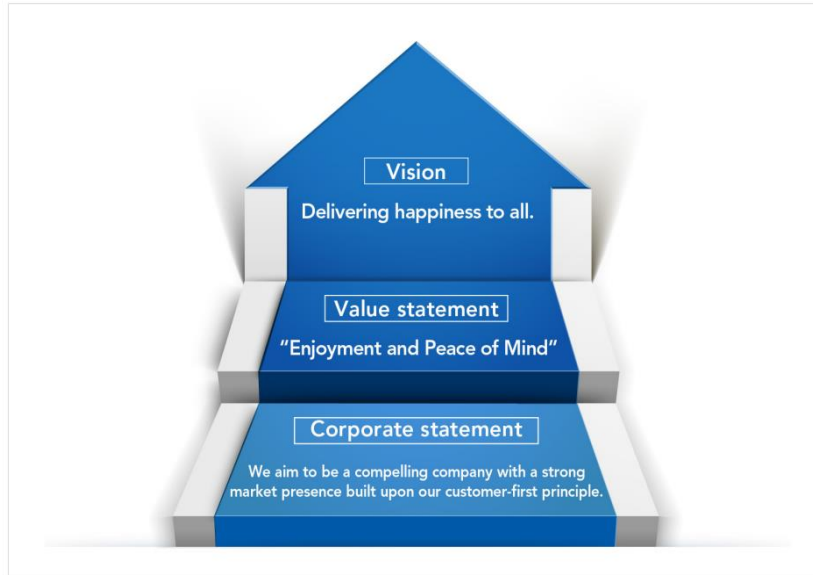 Vision
Delivering happiness to all.
Value statement
“Enjoyment and Peace of Mind”
Corporate statement
We aim to be a compelling company with a strong
market presence built upon our customer-first principle.